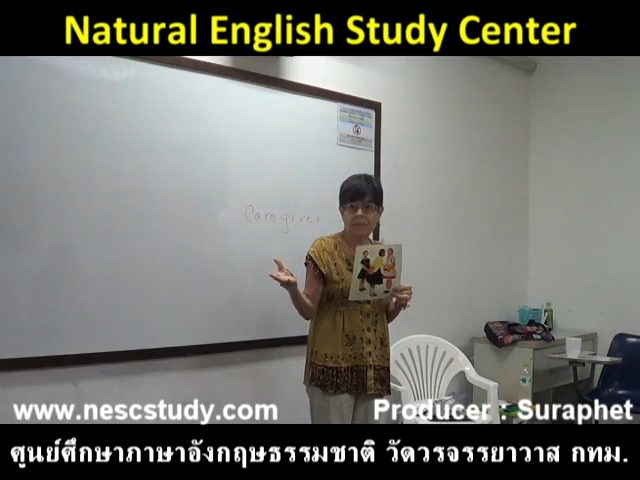 Natural English Study Center
Caregiver
www.nescstudy.com
Producer : Suraphet
ศูนย์ศึกษาภาษาอังกฤษธรรมชาติ วัดวรจรรยาวาส กทม.